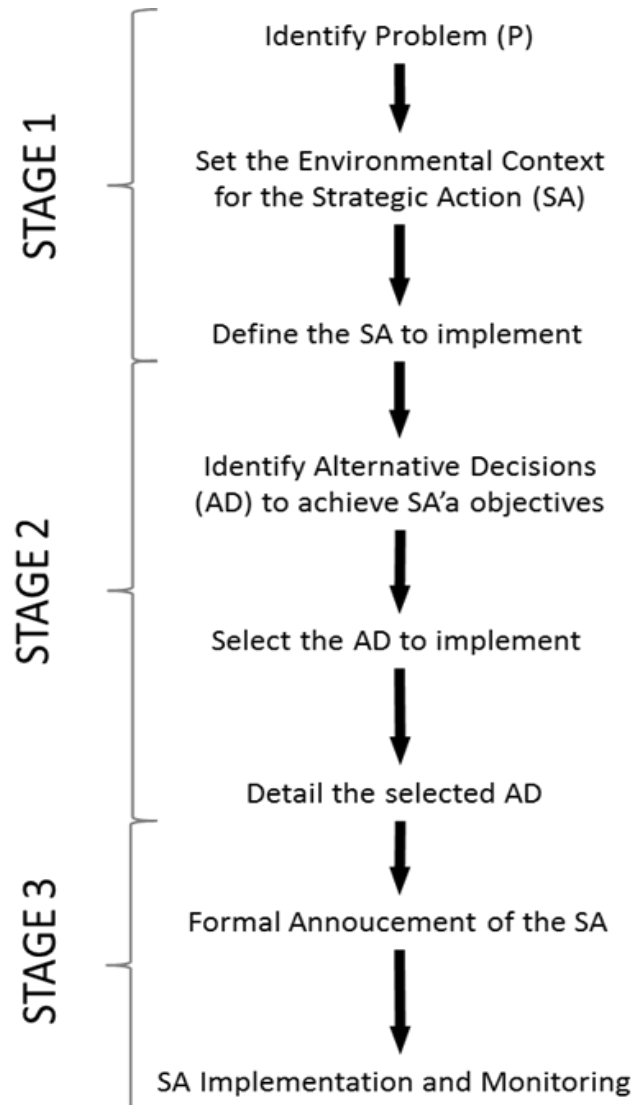 Identify Problem (P)
STAGE 1
Set the Environmental Context
for the Strategic Action (SA)
Define the SA to implement
Identify Alternative Decisions
(AD) to achieve SA'a objectives
STAGE 2
Select the AD to implement
Detail the selected AD
STAGE 3
Formal Annoucement of the SA
SA Implementation and Monitoring